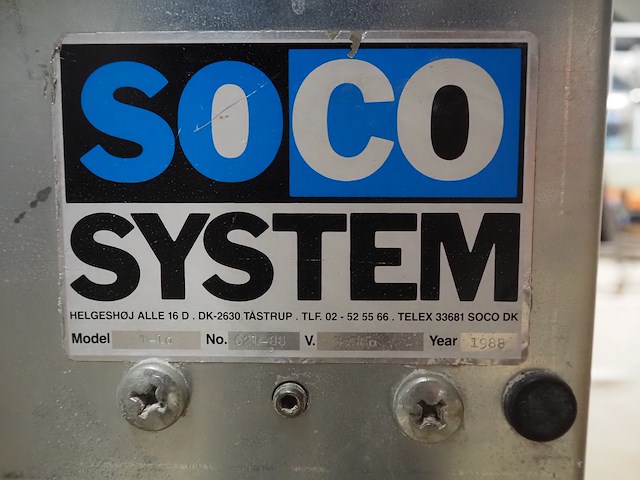 SOCO
SYSTEM
HELGESHØJ ALLE 16 D . DK-2630 TÅSTRUP . TLF. 02 - 52 55 66 . TELEX 33681 SOCO DK
Model No. V. Year 1988